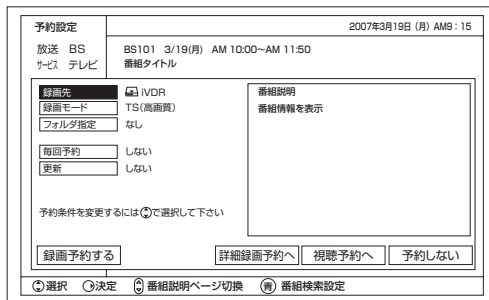 予約設定 2007年3月19日 (月) AM9：15
放送 BS BS101 3/19(月) AM 10:00〜AM 11:50
ｻｰﾋﾞｽ テレビ 番組タイトル
録画先 iVDR 番組説明
録画モード TS(高画質) 番組情報を表示
フォルダ指定 なし
毎回予約 しない
更新 しない
予約条件を変更するにはで選択して下さい
録画予約する 詳細録画予約へ 視聴予約へ 予約しない
選択 決定 番組説明ページ切換 青 番組検索設定